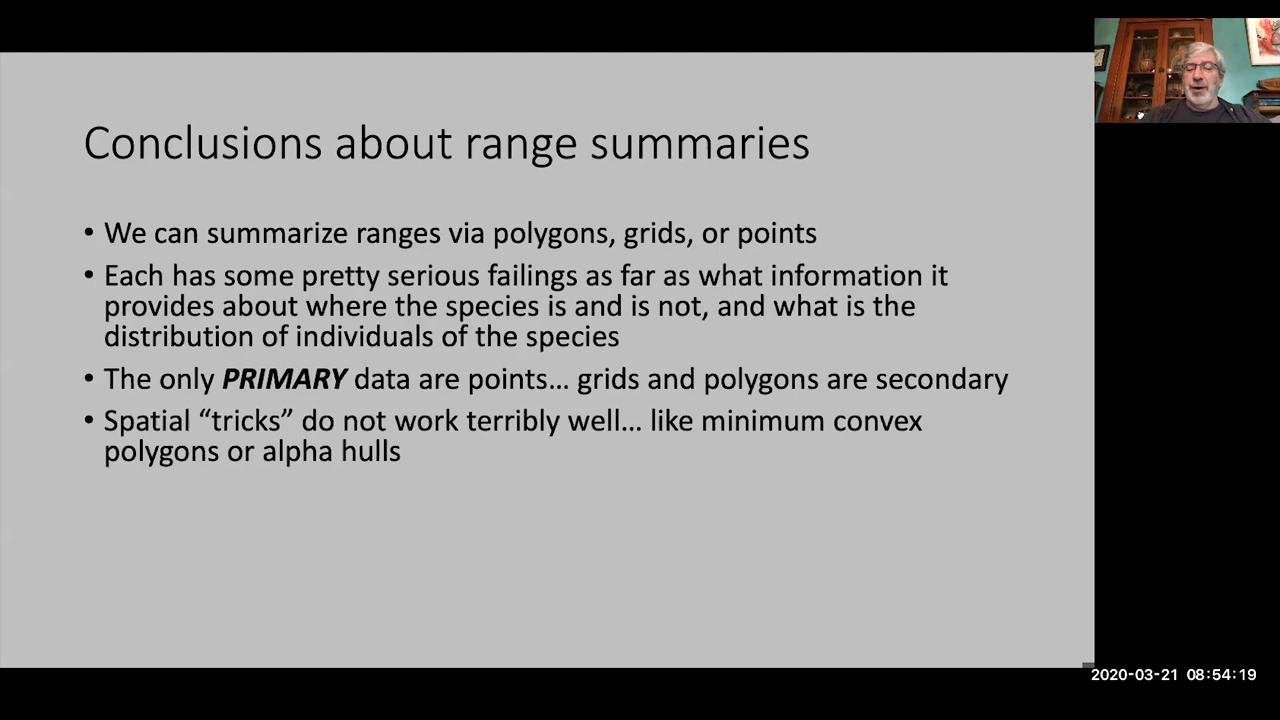 Conclusions about range summaries
• We can summarize ranges via polygons, grids, or points
• Each has some pretty serious failings as far as what information it
provides about where the species is and is not, and what is the
distribution of individuals of the species
• The only PRIMARY data are points… grids and polygons are secondary
• Spatial “tricks” do not work terribly well… like minimum convex
polygons or alpha hulls
2020-03-21 08:54:19